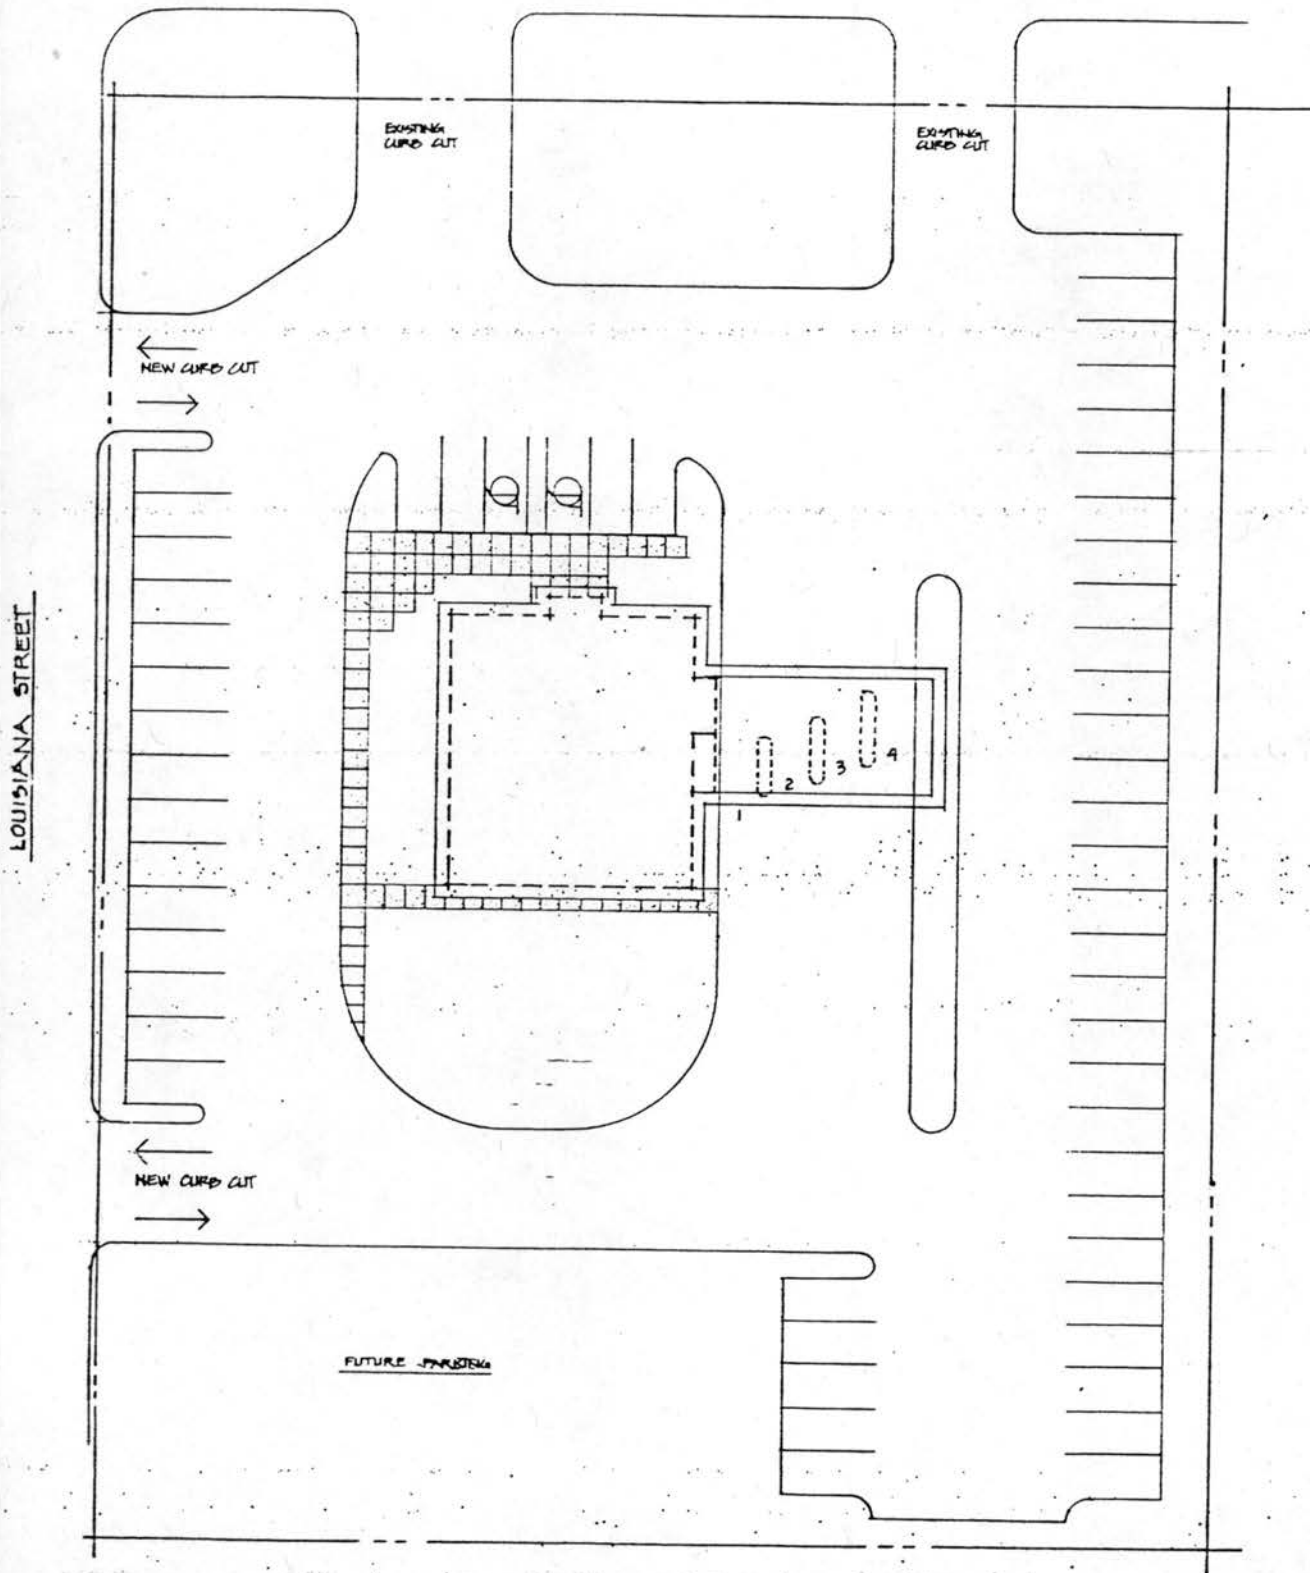 EXISTING
CURB CUT
EXISTING
CURB CUT
NEW CURB CUT
LOUISIANA STREET
1
2
3
4
NEW CURB CUT
FUTURE PARKING